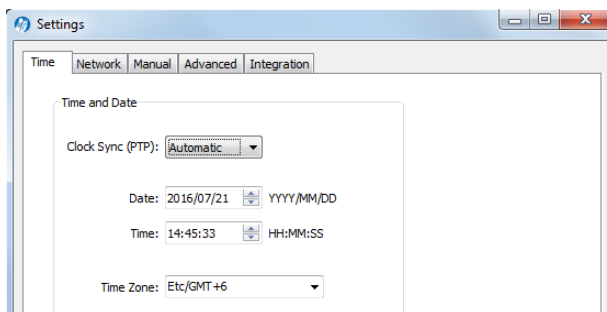 Settings
Time Network Manual Advanced Integration
Time and Date
Clock Sync (PTP): Automatic
Date: 2016/07/21 YYYY/MM/DD
Time: 14:45:33 HH:MM:SS
Time Zone: Etc/GMT+6